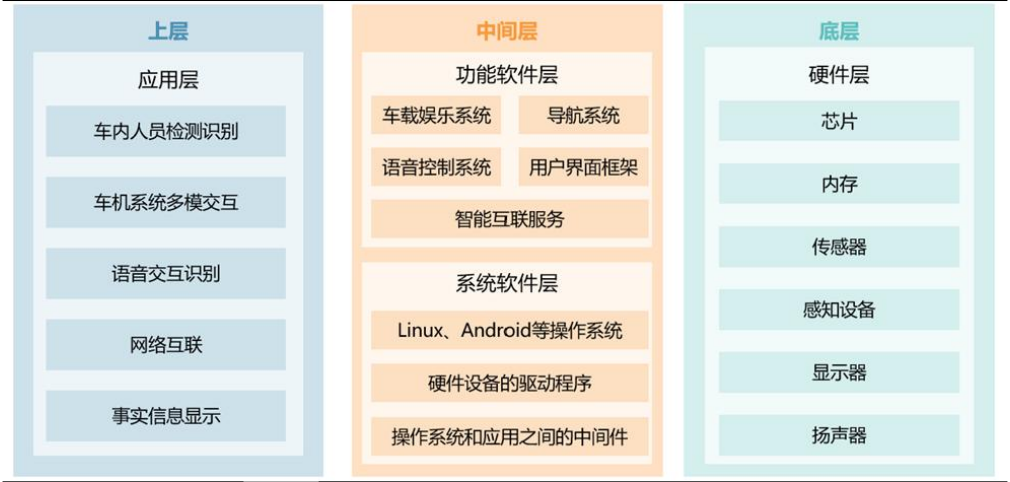 上层
应用层
车内人员检测识别
车机系统多模交互
语音交互识别
网络互联
事实信息显示
中间层
功能软件层
车载娱乐系统
导航系统
语音控制系统
用户界面框架
智能互联服务
系统软件层
Linux、Android等操作系统
硬件设备的驱动程序
操作系统和应用之间的中间件
底层
硬件层
芯片
内存
传感器
感知设备
显示器
扬声器